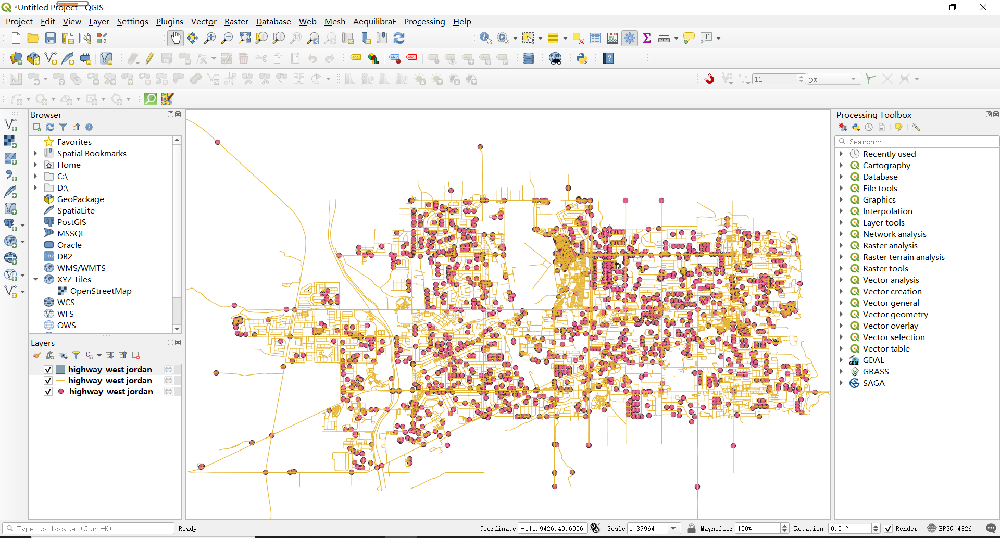 *Untitled Project - QGIS
Project Edit View Layer Settings Plugins Vector Raster Database Web Mesh AequilibraE Processing Help
12 px
Browser
Favorites
Spatial Bookmarks
Home
C:\
D:\
GeoPackage
SpatiaLite
PostGIS
MSSQL
Oracle
DB2
WMS/WMTS
XYZ Tiles
OpenStreetMap
WCS
WFS
OWS
Layers
highway_west jordan
highway_west jordan
highway_west jordan
Processing Toolbox
Search…
Recently used
Cartography
Database
File tools
Graphics
Interpolation
Layer tools
Network analysis
Raster analysis
Raster terrain analysis
Raster tools
Vector analysis
Vector creation
Vector general
Vector geometry
Vector overlay
Vector selection
Vector table
GDAL
GRASS
SAGA
Type to locate (Ctrl+K) Ready Coordinate -111.9426,40.6056 Scale 1:39964 Magnifier 100% Rotation 0.0 ° Render EPSG:4326